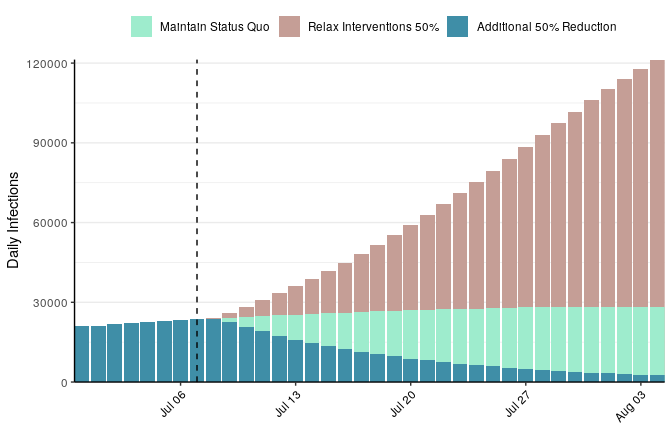 Maintain Status Quo Relax Interventions 50% Additional 50% Reduction
Daily Infections
120000
90000
60000
30000
0
Jul 06 Jul 13 Jul 20 Jul 27 Aug 03